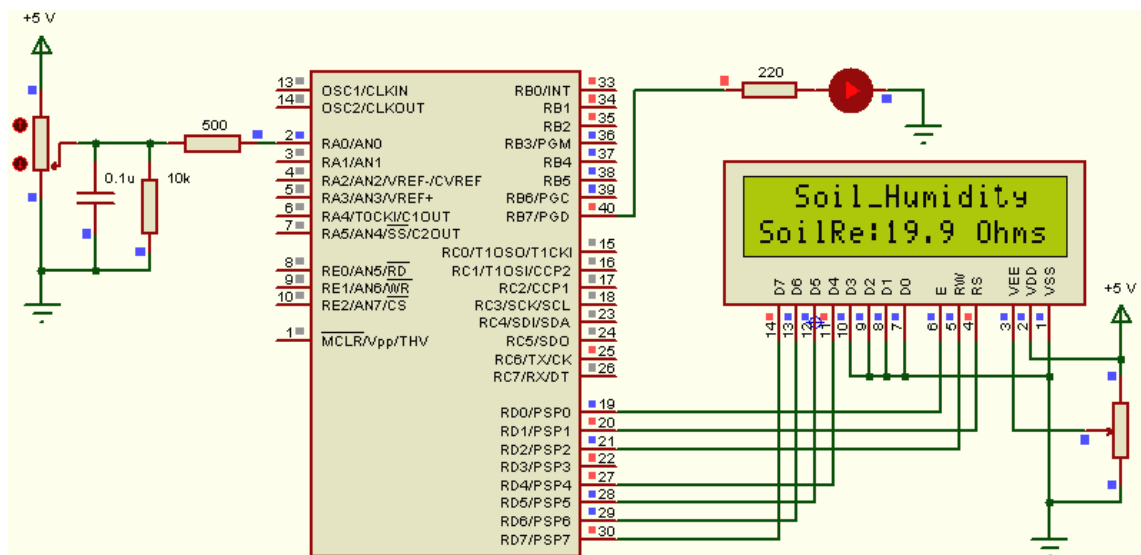 +5 V
500
0.1u
10k
13
14
2
3
4
5
6
7
8
9
10
1
OSC1/CLKIN
OSC2/CLKOUT
RA0/AN0
RA1/AN1
RA2/AN2/VREF-/CVREF
RA3/AN3/VREF+
RA4/T0CKI/C1OUT
RA5/AN4/SS/C2OUT
RE0/AN5/RD
RE1/AN6/WR
RE2/AN7/CS
MCLR/Vpp/THV
RB0/INT
RB1
RB2
RB3/PGM
RB4
RB5
RB6/PGC
RB7/PGD
RC0/T1OSO/T1CKI
RC1/T1OSI/CCP2
RC2/CCP1
RC3/SCK/SCL
RC4/SDI/SDA
RC5/SDO
RC6/TX/CK
RC7/RX/DT
RD0/PSP0
RD1/PSP1
RD2/PSP2
RD3/PSP3
RD4/PSP4
RD5/PSP5
RD6/PSP6
RD7/PSP7
33
34
35
36
37
38
39
40
15
16
17
18
23
24
25
26
19
20
21
22
27
28
29
30
220
Soil_Humidity
SoilRe:19.9 Ohms
D7 D6 D5 D4 D3 D2 D1 D0 E RW RS VEE VDD VSS
14 13 12 11 10 9 8 7 6 5 4 3 2 1
+5 V